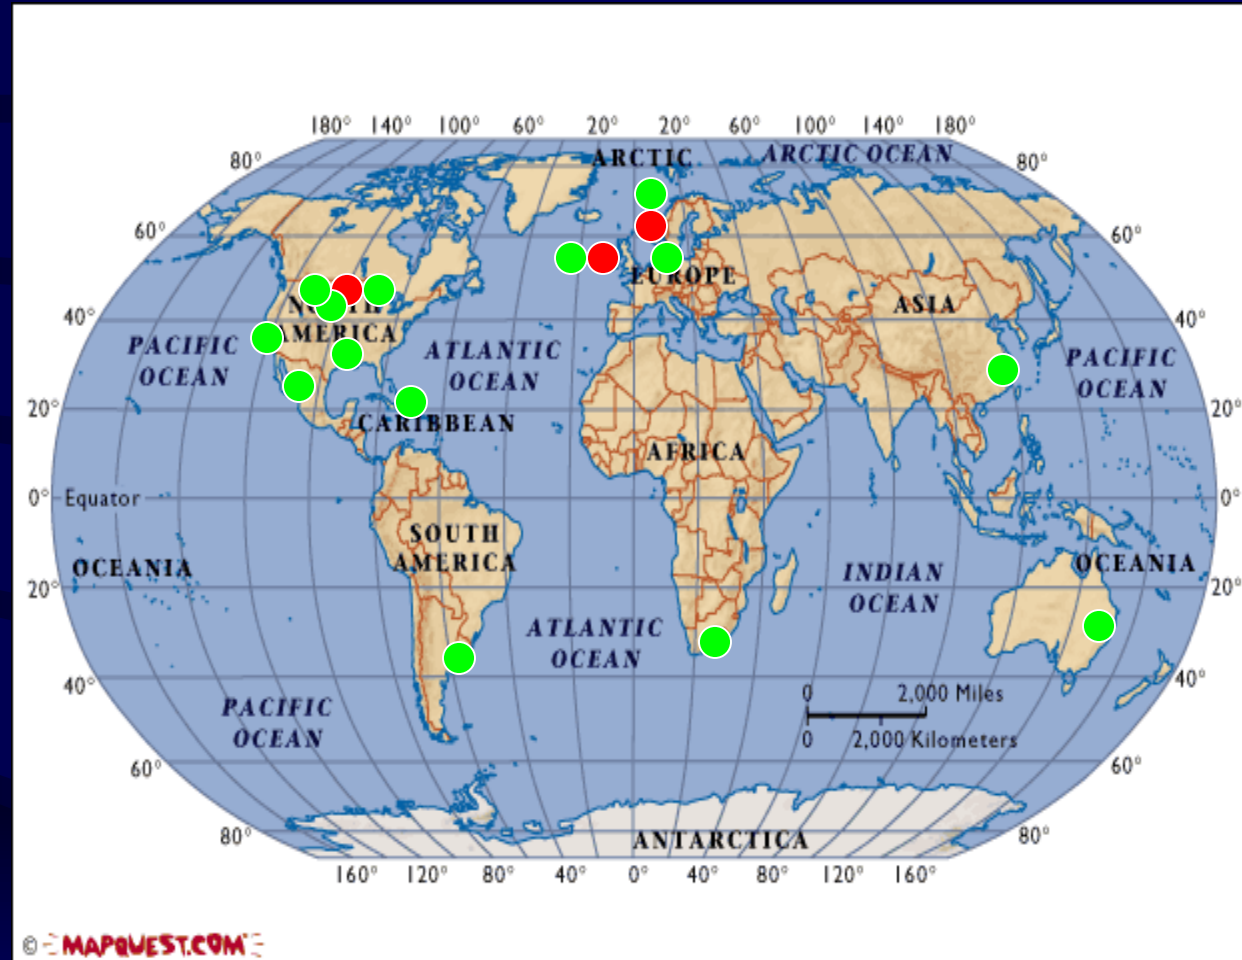 180° 140° 100° 60° 20° 20° 60° 100° 140° 180°
80° ARCTIC ARCTIC OCEAN 80°
60° 60°
EUROPE
ASIA
NORTH
AMERICA
40° 40°
PACIFIC
OCEAN
ATLANTIC
OCEAN
PACIFIC
OCEAN
20° 20°
CARIBBEAN
AFRICA
0° Equator 0°
SOUTH
AMERICA
OCEANIA OCEANIA
INDIAN
OCEAN
20° 20°
ATLANTIC
OCEAN
40° 40°
PACIFIC
OCEAN
0 2,000 Miles
0 2,000 Kilometers
60° 60°
80° ANTARCTICA 80°
160° 120° 80° 40° 0° 40° 80° 120° 160°
© MAPQUEST.COM